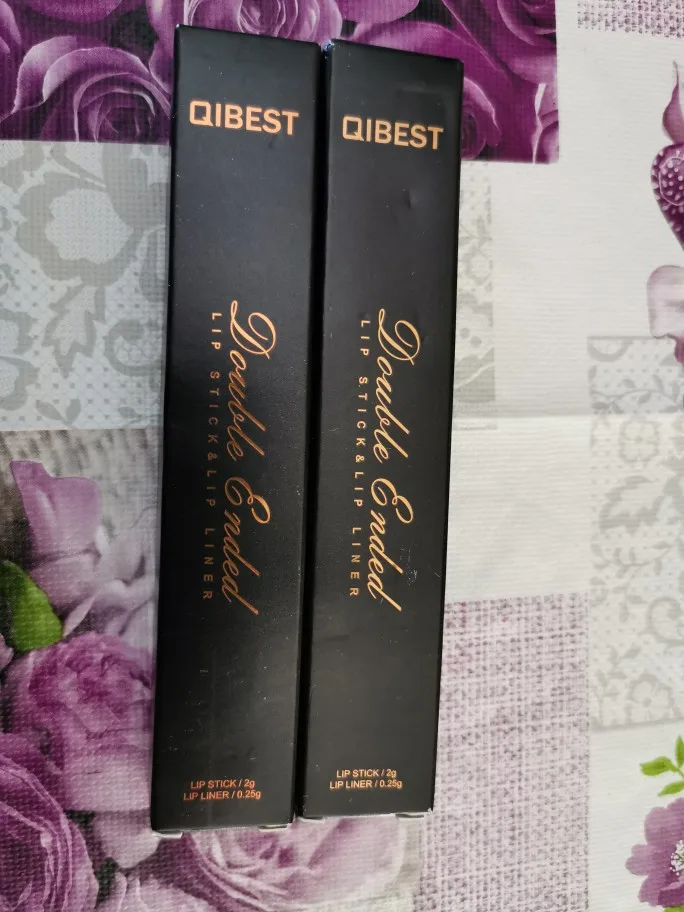 QIBEST
Double Ended
LIP STICK&LIP LINER
LIP STICK / 2g
LIP LINER / 0.25g
QIBEST
Double Ended
LIP STICK&LIP LINER
LIP STICK / 2g
LIP LINER / 0.25g